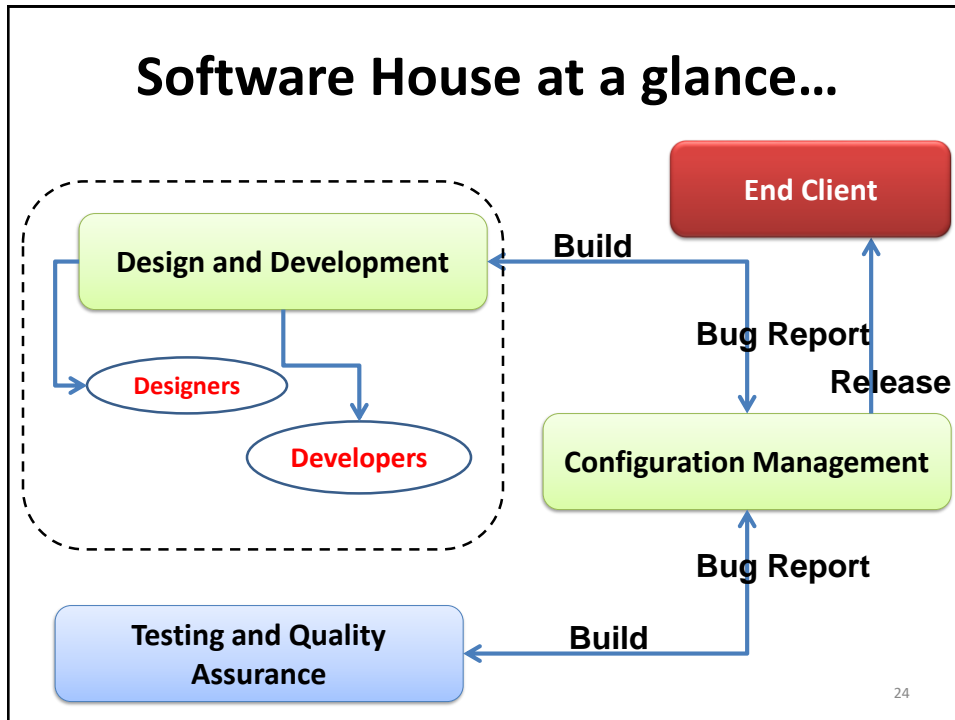 Software House at a glance…
End Client
Design and Development
Build
Bug Report
Designers
Release
Developers
Configuration Management
Bug Report
Testing and Quality
Assurance
Build
24